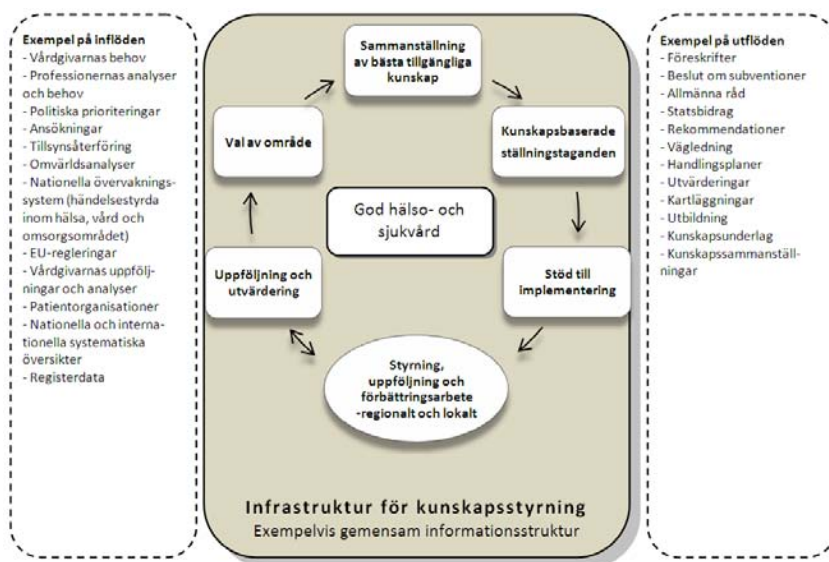 Exempel på inflöden
- Vårdgivarnas behov
- Professionernas analyser
och behov
- Politiska prioriteringar
- Ansökningar
- Tillsynsåterföring
- Omvärldsanalyser
- Nationella övervaknings-
system (händelsestyrda
inom hälsa, vård och
omsorgsområdet)
- EU-regleringar
- Vårdgivarnas uppfölj-
ningar och analyser
- Patientorganisationer
- Nationella och interna-
tionella systematiska
översikter
- Registerdata
Sammanställning
av bästa tillgängliga
kunskap
Val av område
Kunskapsbaserade
ställningstaganden
God hälso- och
sjukvård
Uppföljning och
utvärdering
Stöd till
implementering
Styrning,
uppföljning och
förbättringsarbete
-regionalt och lokalt
Infrastruktur för kunskapsstyrning
Exempelvis gemensam informationsstruktur
Exempel på utflöden
- Föreskrifter
- Beslut om subventioner
- Allmänna råd
- Statsbidrag
- Rekommendationer
- Vägledning
- Handlingsplaner
- Utvärderingar
- Kartläggningar
- Utbildning
- Kunskapsunderlag
- Kunskapssammanställ-
ningar